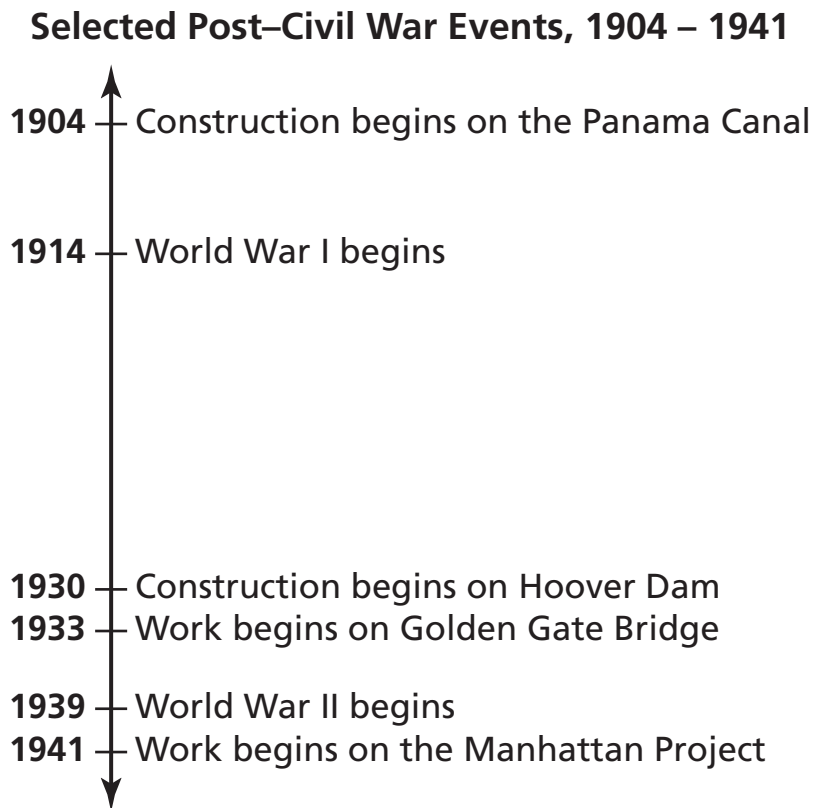 Selected Post–Civil War Events, 1904 – 1941
1904 Construction begins on the Panama Canal
1914 World War I begins
1930 Construction begins on Hoover Dam
1933 Work begins on Golden Gate Bridge
1939 World War II begins
1941 Work begins on the Manhattan Project